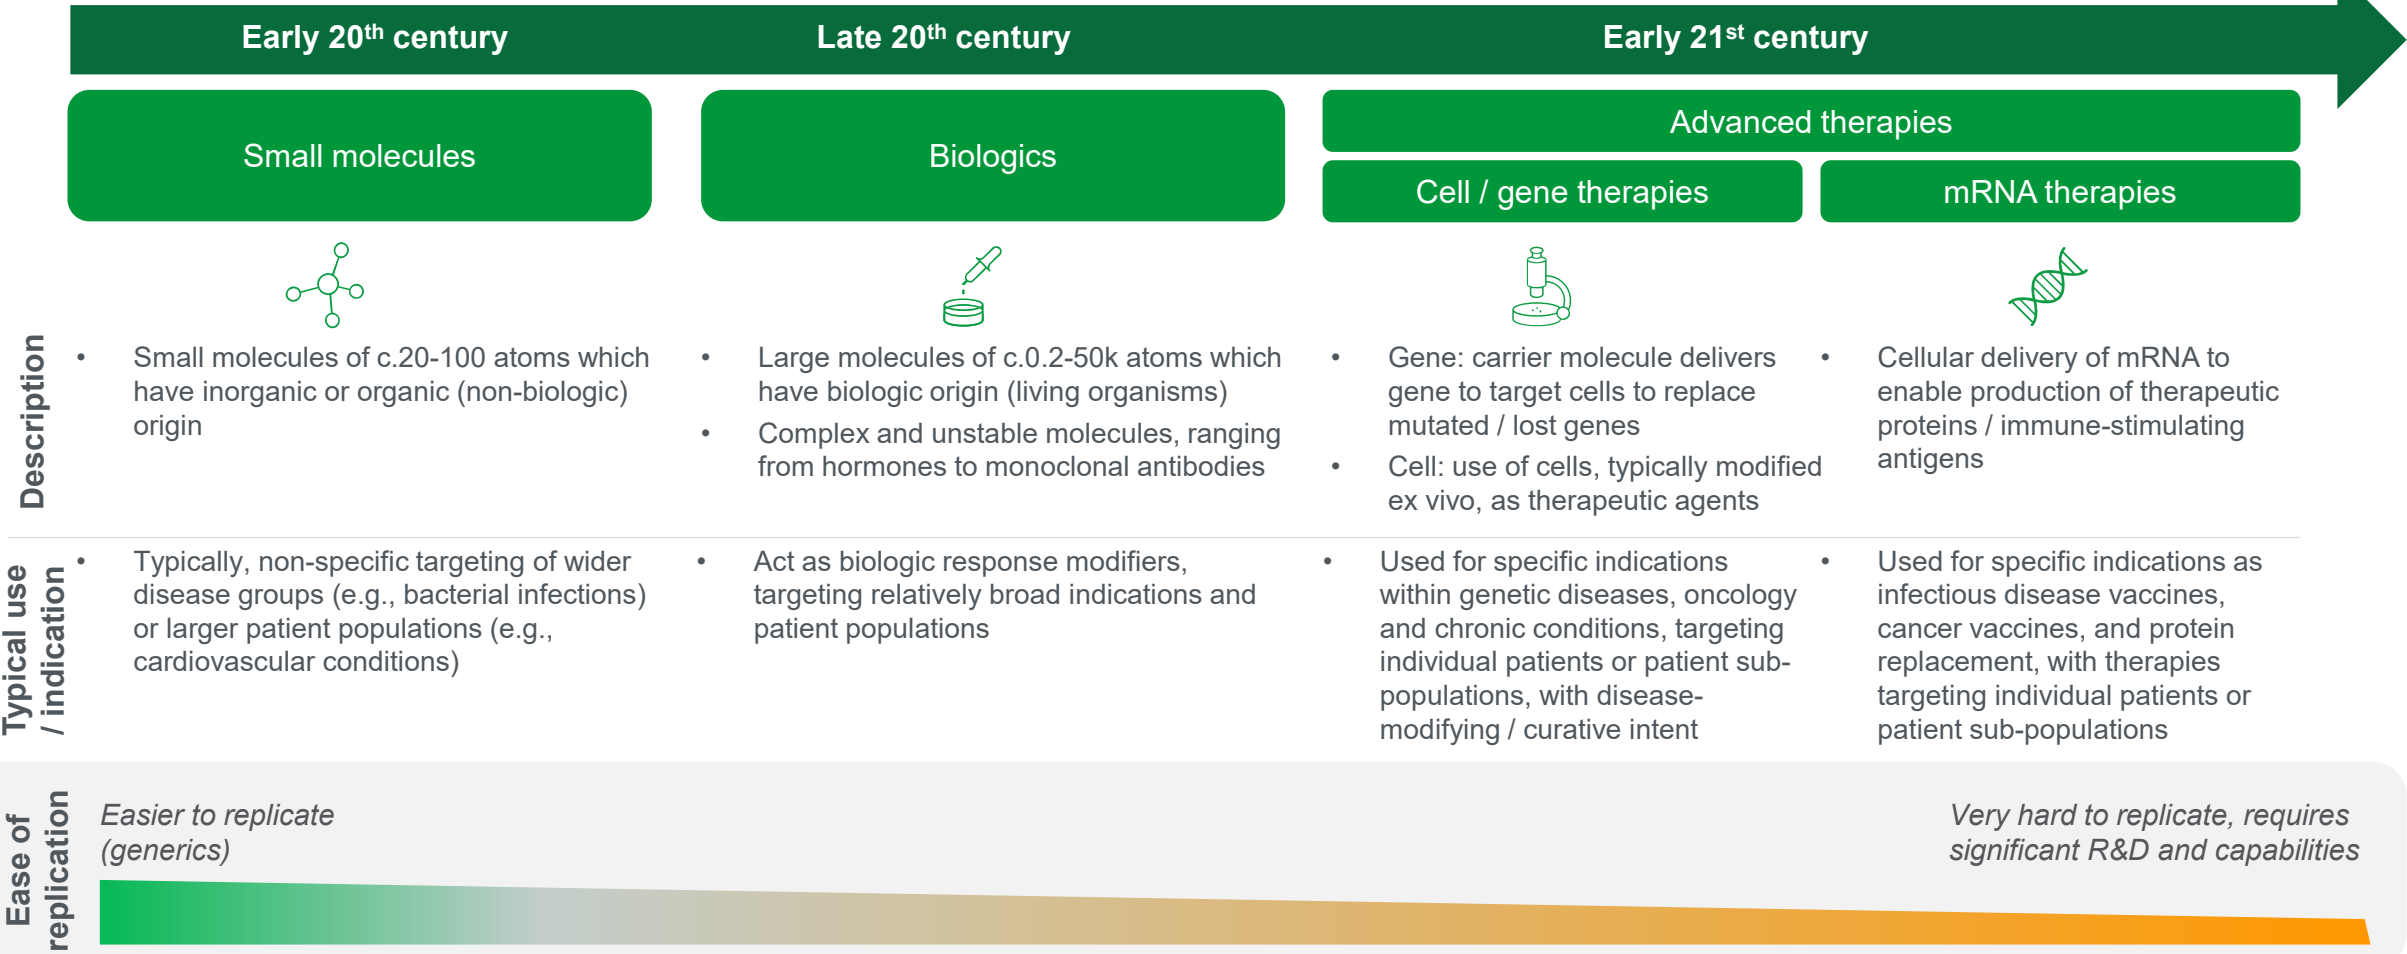 Early 20th century
Late 20th century
Early 21st century
Small molecules
Biologics
Advanced therapies
Cell / gene therapies
mRNA therapies
Description
• Small molecules of c.20-100 atoms which
have inorganic or organic (non-biologic)
origin
• Large molecules of c.0.2-50k atoms which
have biologic origin (living organisms)
• Complex and unstable molecules, ranging
from hormones to monoclonal antibodies
• Gene: carrier molecule delivers
gene to target cells to replace
mutated / lost genes
• Cell: use of cells, typically modified
ex vivo, as therapeutic agents
• Cellular delivery of mRNA to
enable production of therapeutic
proteins / immune-stimulating
antigens
Typical use
/ indication
• Typically, non-specific targeting of wider
disease groups (e.g., bacterial infections)
or larger patient populations (e.g.,
cardiovascular conditions)
• Act as biologic response modifiers,
targeting relatively broad indications and
patient populations
• Used for specific indications
within genetic diseases, oncology
and chronic conditions, targeting
individual patients or patient sub-
populations, with disease-
modifying / curative intent
• Used for specific indications as
infectious disease vaccines,
cancer vaccines, and protein
replacement, with therapies
targeting individual patients or
patient sub-populations
Ease of
replication
Easier to replicate
(generics)
Very hard to replicate, requires
significant R&D and capabilities